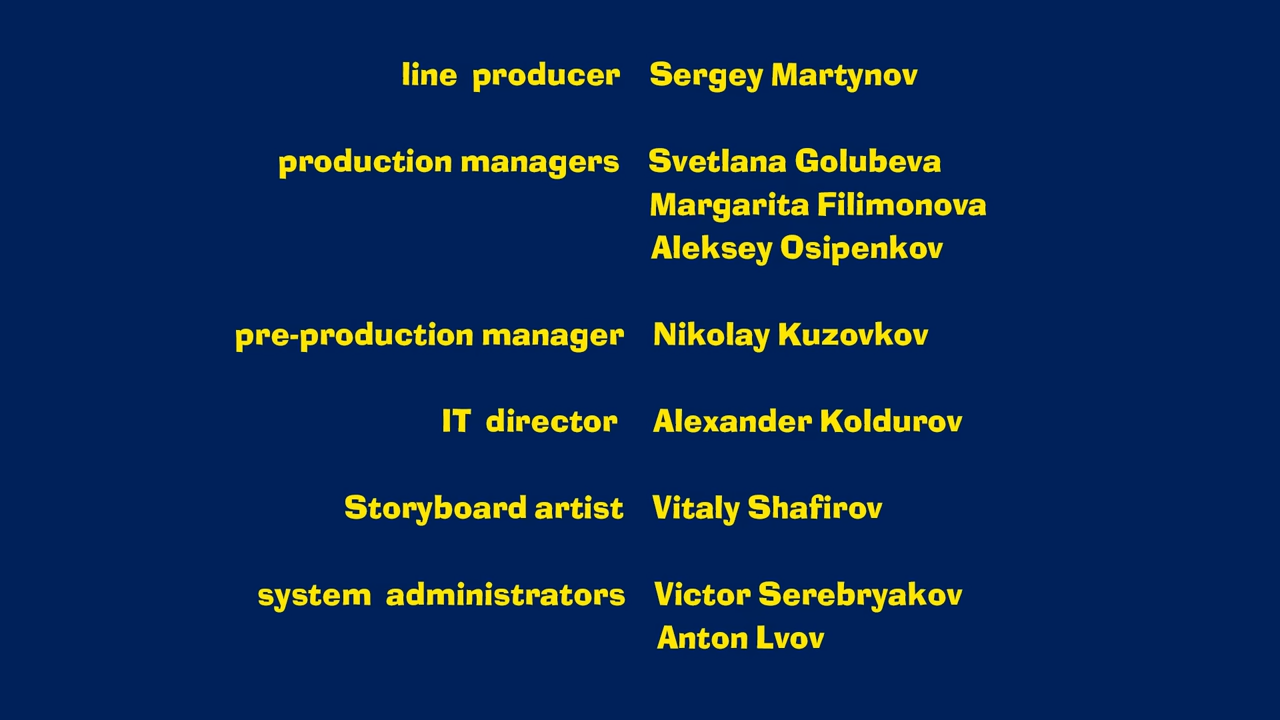 line producer Sergey Martynov
production managers Svetlana Golubeva
Margarita Filimonova
Aleksey Osipenkov
pre-production manager Nikolay Kuzovkov
IT director Alexander Koldurov
Storyboard artist Vitaly Shafirov
system administrators Victor Serebryakov
Anton Lvov